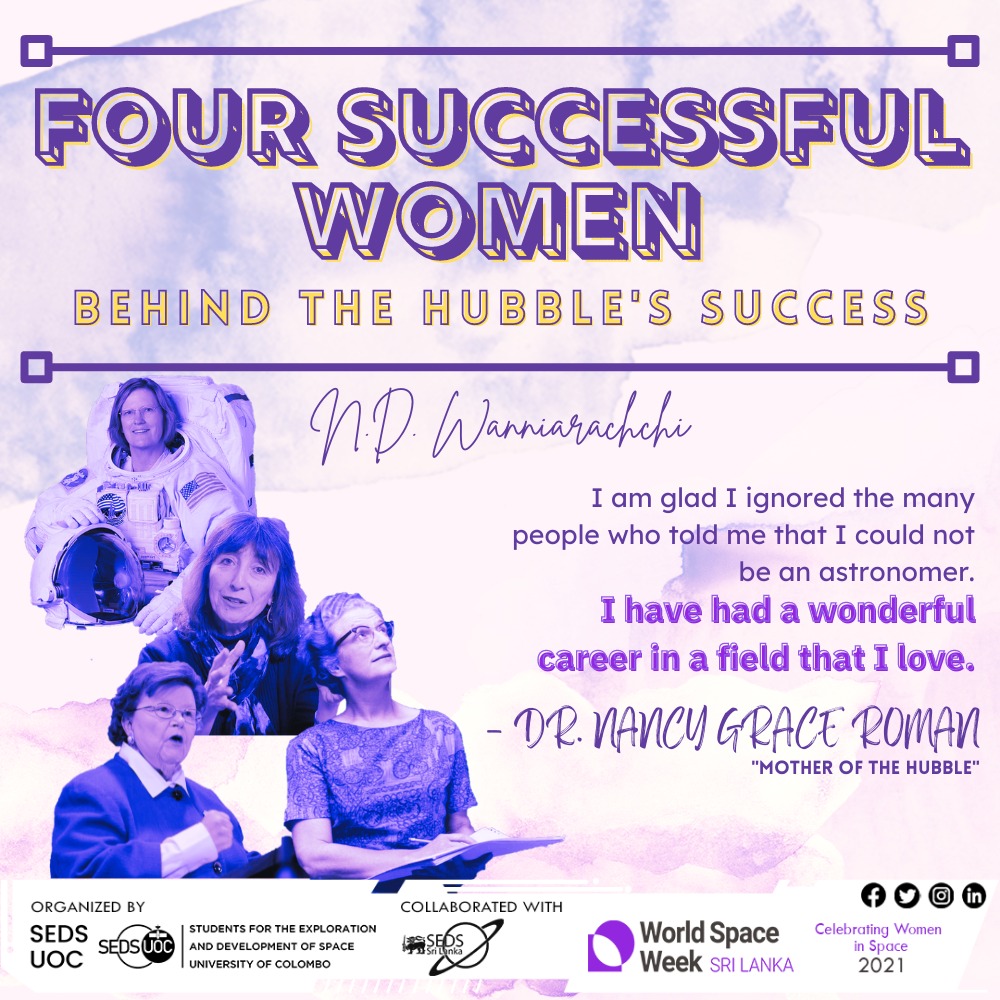 FOUR SUCCESSFUL
WOMEN
BEHIND THE HUBBLE'S SUCCESS
N.D. Wanniarachchi
I am glad I ignored the many
people who told me that I could not
be an astronomer.
I have had a wonderful
career in a field that I love.
- DR. NANCY GRACE ROMAN
"MOTHER OF THE HUBBLE"
ORGANIZED BY
SEDS
UOC
SEDS UOC
STUDENTS FOR THE EXPLORATION
AND DEVELOPMENT OF SPACE
UNIVERSITY OF COLOMBO
COLLABORATED WITH
SEDS
Sri Lanka
World Space
Week SRI LANKA
Celebrating Women
in Space
2021